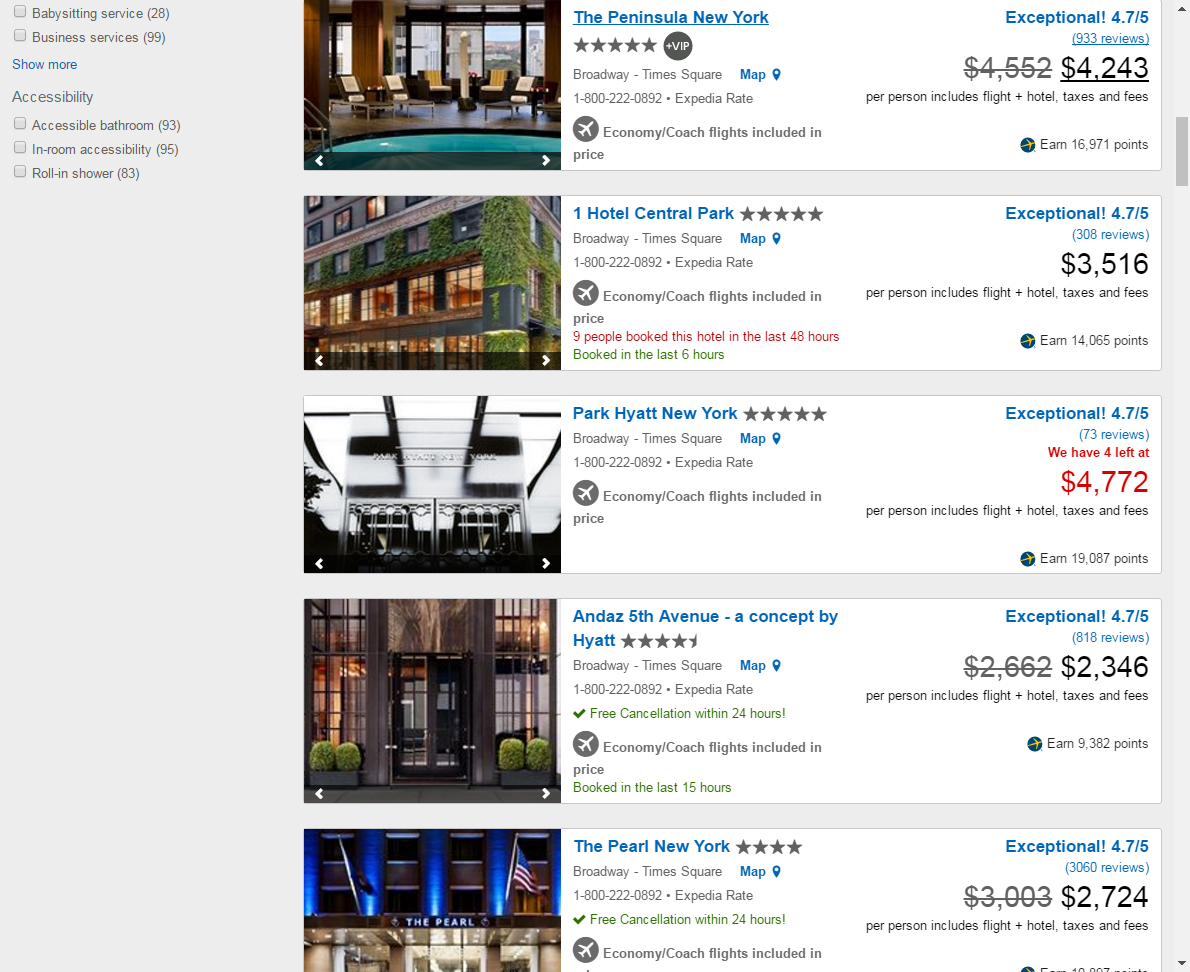 Babysitting service (28)
Business services (99)
Show more
Accessibility
Accessible bathroom (93)
In-room accessibility (95)
Roll-in shower (83)
The Peninsula New York
+VIP
Broadway - Times Square Map
1-800-222-0892 • Expedia Rate
Economy/Coach flights included in
price
Exceptional! 4.7/5
(933 reviews)
$4,552 $4,243
per person includes flight + hotel, taxes and fees
Earn 16,971 points
1 Hotel Central Park
Broadway - Times Square Map
1-800-222-0892 • Expedia Rate
Economy/Coach flights included in
price
9 people booked this hotel in the last 48 hours
Booked in the last 6 hours
Exceptional! 4.7/5
(308 reviews)
$3,516
per person includes flight + hotel, taxes and fees
Earn 14,065 points
PARK HYATT NEW YORK
Park Hyatt New York
Broadway - Times Square Map
1-800-222-0892 • Expedia Rate
Economy/Coach flights included in
price
Exceptional! 4.7/5
(73 reviews)
We have 4 left at
$4,772
per person includes flight + hotel, taxes and fees
Earn 19,087 points
Andaz 5th Avenue - a concept by
Hyatt
Broadway - Times Square Map
1-800-222-0892 • Expedia Rate
Free Cancellation within 24 hours!
Economy/Coach flights included in
price
Booked in the last 15 hours
Exceptional! 4.7/5
(818 reviews)
$2,662 $2,346
per person includes flight + hotel, taxes and fees
Earn 9,382 points
THE PEARL
The Pearl New York
Broadway - Times Square Map
1-800-222-0892 • Expedia Rate
Free Cancellation within 24 hours!
Economy/Coach flights included in
Exceptional! 4.7/5
(3060 reviews)
$3,003 $2,724
per person includes flight + hotel, taxes and fees